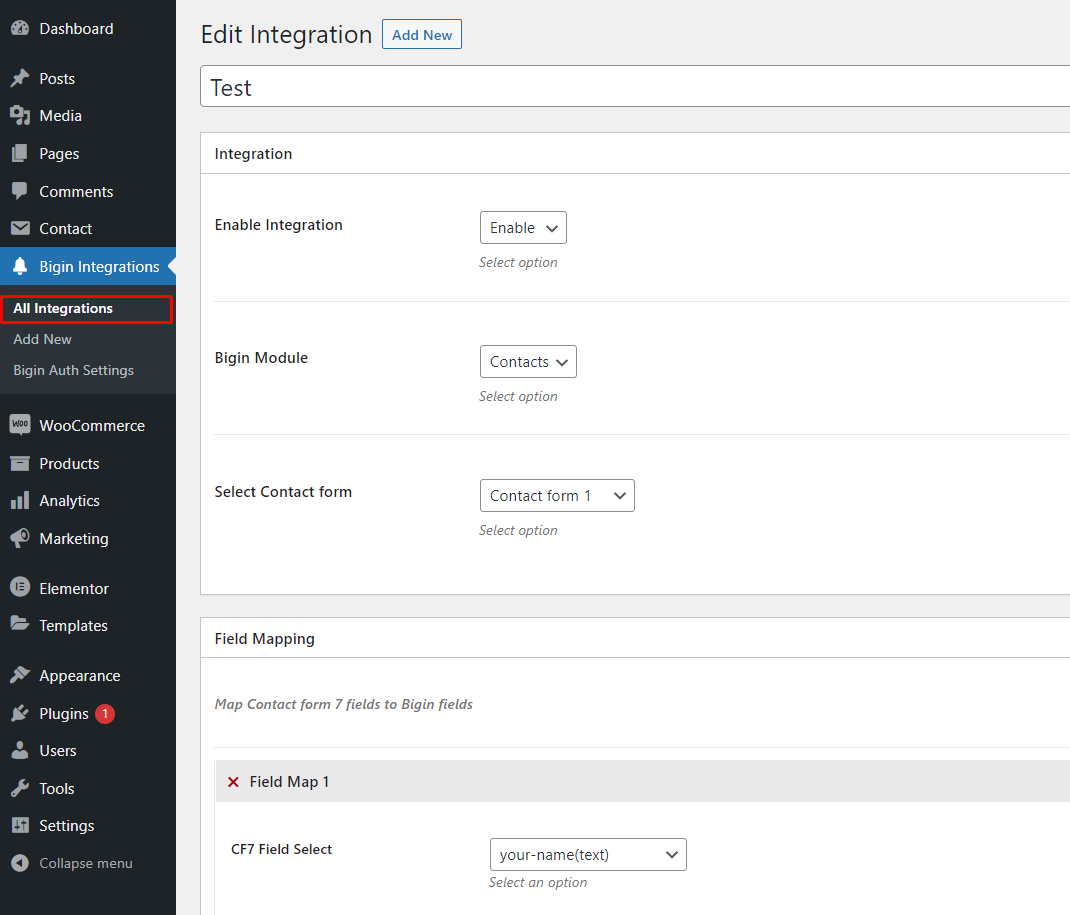 Dashboard
Posts
Media
Pages
Comments
Contact
Bigin Integrations
All Integrations
Add New
Bigin Auth Settings
WOO WooCommerce
Products
Analytics
Marketing
Elementor
Templates
Appearance
Plugins 1
Users
Tools
Settings
Collapse menu
Edit Integration Add New
Test
Integration
Enable Integration Enable
Select option
Bigin Module Contacts
Select option
Select Contact form Contact form 1
Select option
Field Mapping
Map Contact form 7 fields to Bigin fields
Field Map 1
CF7 Field Select your-name(text)
Select an option